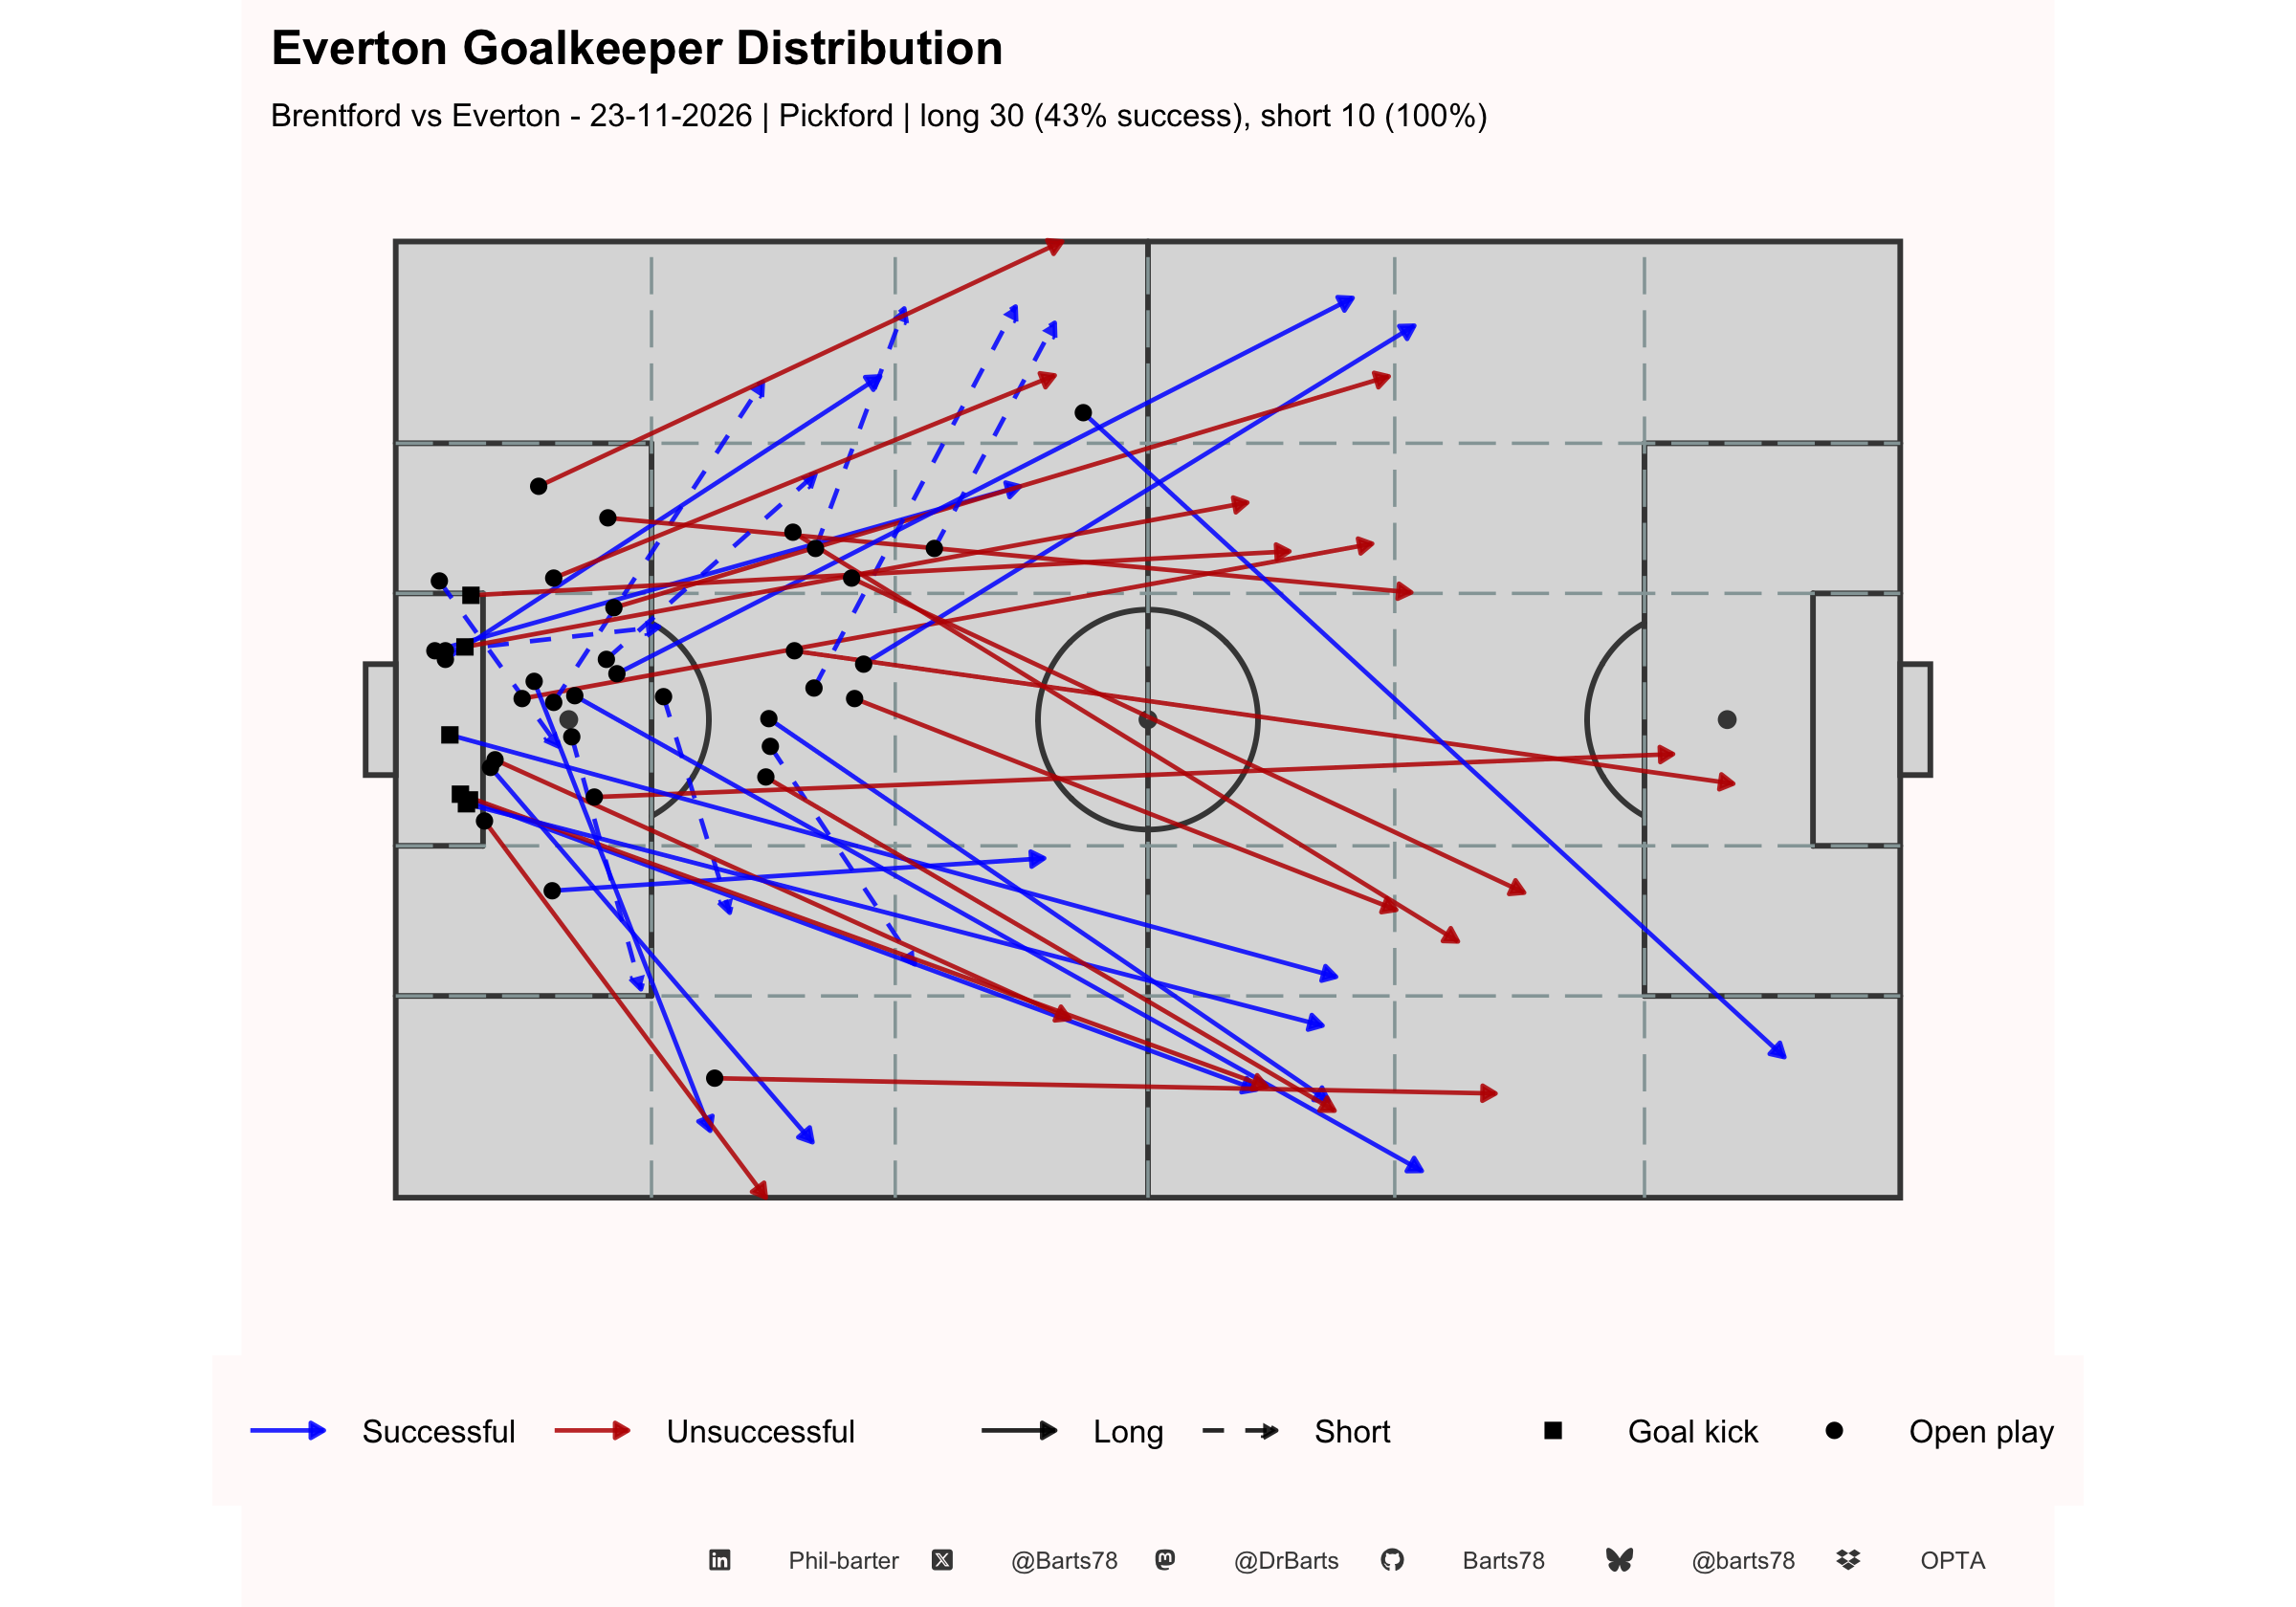 Everton Goalkeeper Distribution
Brentford vs Everton - 23-11-2026 | Pickford | long 30 (43% success), short 10 (100%)
Successful Unsuccessful Long Short Goal kick Open play
Phil-barter @Barts78 @DrBarts Barts78 @barts78 OPTA